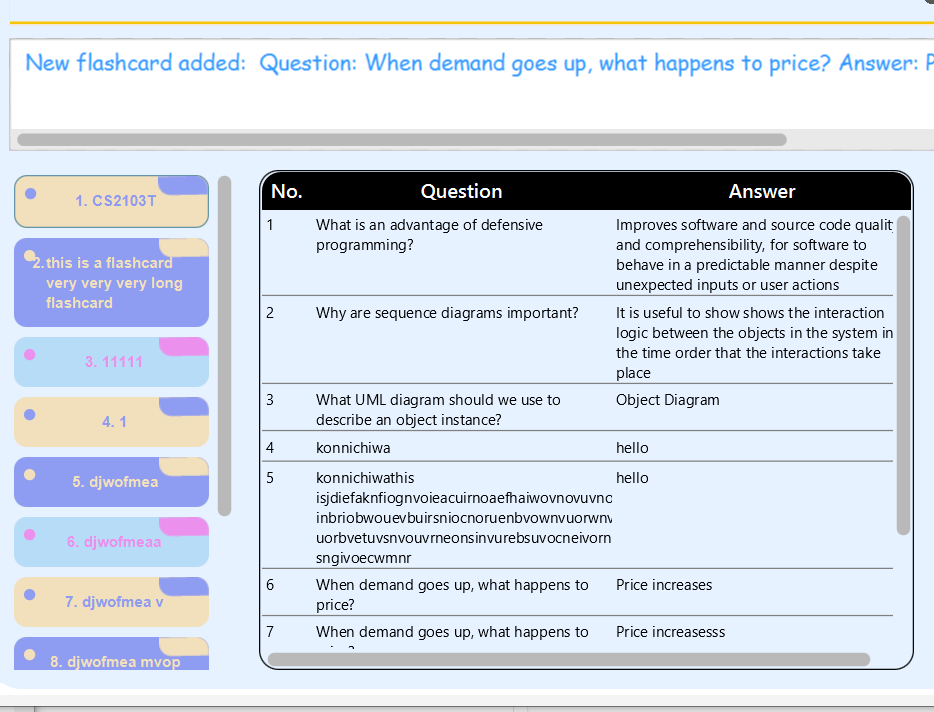 New flashcard added:  Question: When demand goes up, what happens to price? Answer: P
1. CS2103T
2.this is a flashcard
very very very long
flashcard
3. 11111
4. 1
5. djwofmea
6. djwofmeaa
7. djwofmea v
8. djwofmea mvop
No. Question Answer
1 What is an advantage of defensive
programming?
Improves software and source code quality
and comprehensibility, for software to
behave in a predictable manner despite
unexpected inputs or user actions
2 Why are sequence diagrams important?
It is useful to show shows the interaction
logic between the objects in the system in
the time order that the interactions take
place
3 What UML diagram should we use to
describe an object instance?
Object Diagram
4 konnichiwa hello
5 konnichiwathis hello
isjdiefaknfiognvoieacuirnoaefhaiwovnovuvno
inbriobwouevbuirsniocnoruenbvownvuorwnv
uorbvetuvsnvouvrneonsinvurebsuvocneivorn
sngivoecwmnr
6 When demand goes up, what happens to
price?
Price increases
7 When demand goes up, what happens to
Price increasesss